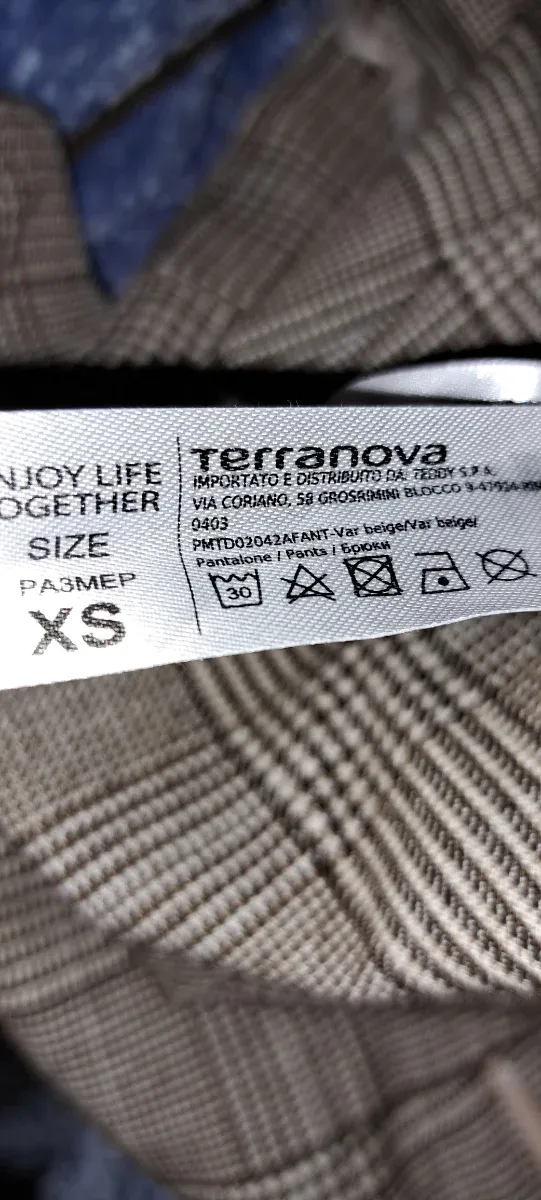 NJOY LIFE
OGETHER
SIZE
РАЗМЕР
XS
Terranova
IMPORTATO E DISTRIBUITO DA: TEDDY S.P.A.
VIA CORIANO, 58 GROSRIMINI BLOCCO
0403
PMTD02042AFANT-Var beige/Var beige/
Pantalone / Pants / Брюки
30